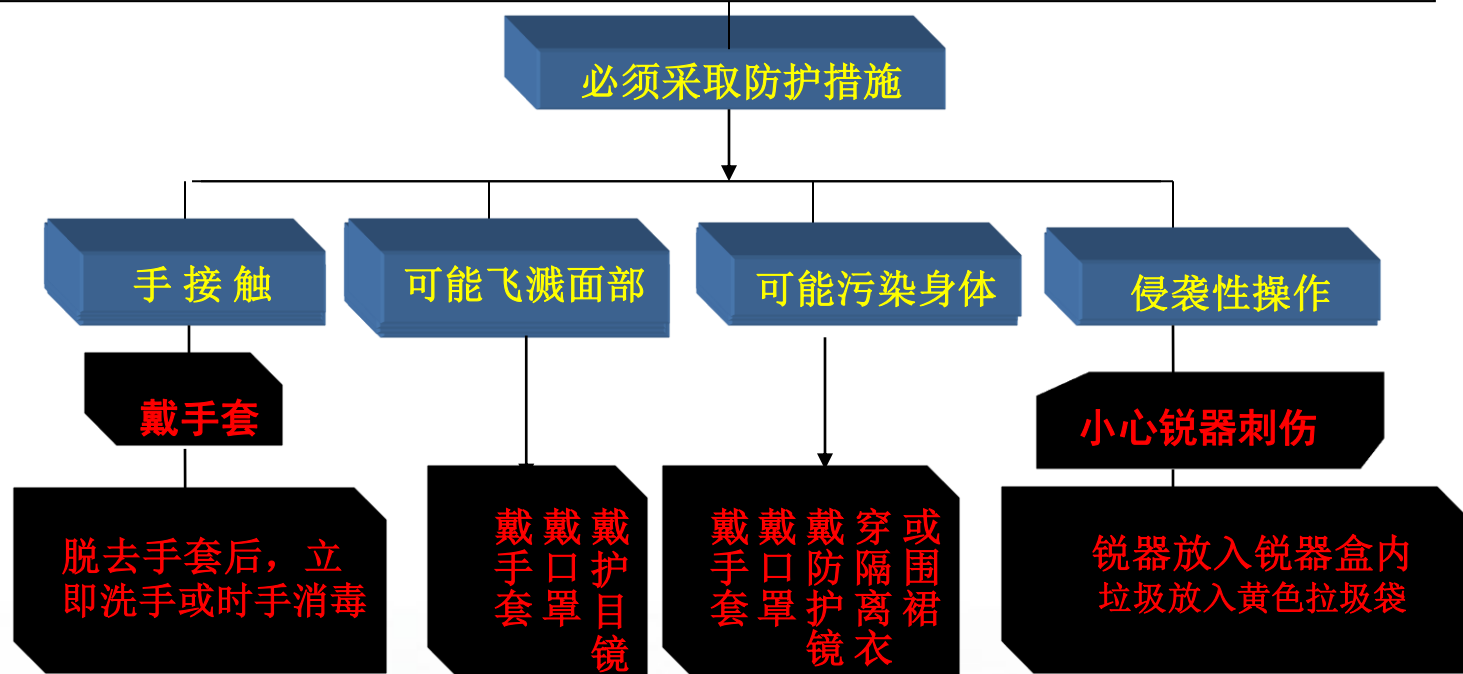 必须采取防护措施
手接触
可能飞溅面部
可能污染身体
侵袭性操作
戴手套
小心锐器刺伤
脱去手套后，立
即洗手或时手消毒
戴手套
戴口罩
戴护目镜
戴手套
戴口罩
戴防护镜
穿隔离衣
或围裙
锐器放入锐器盒内
垃圾放入黄色拉圾袋